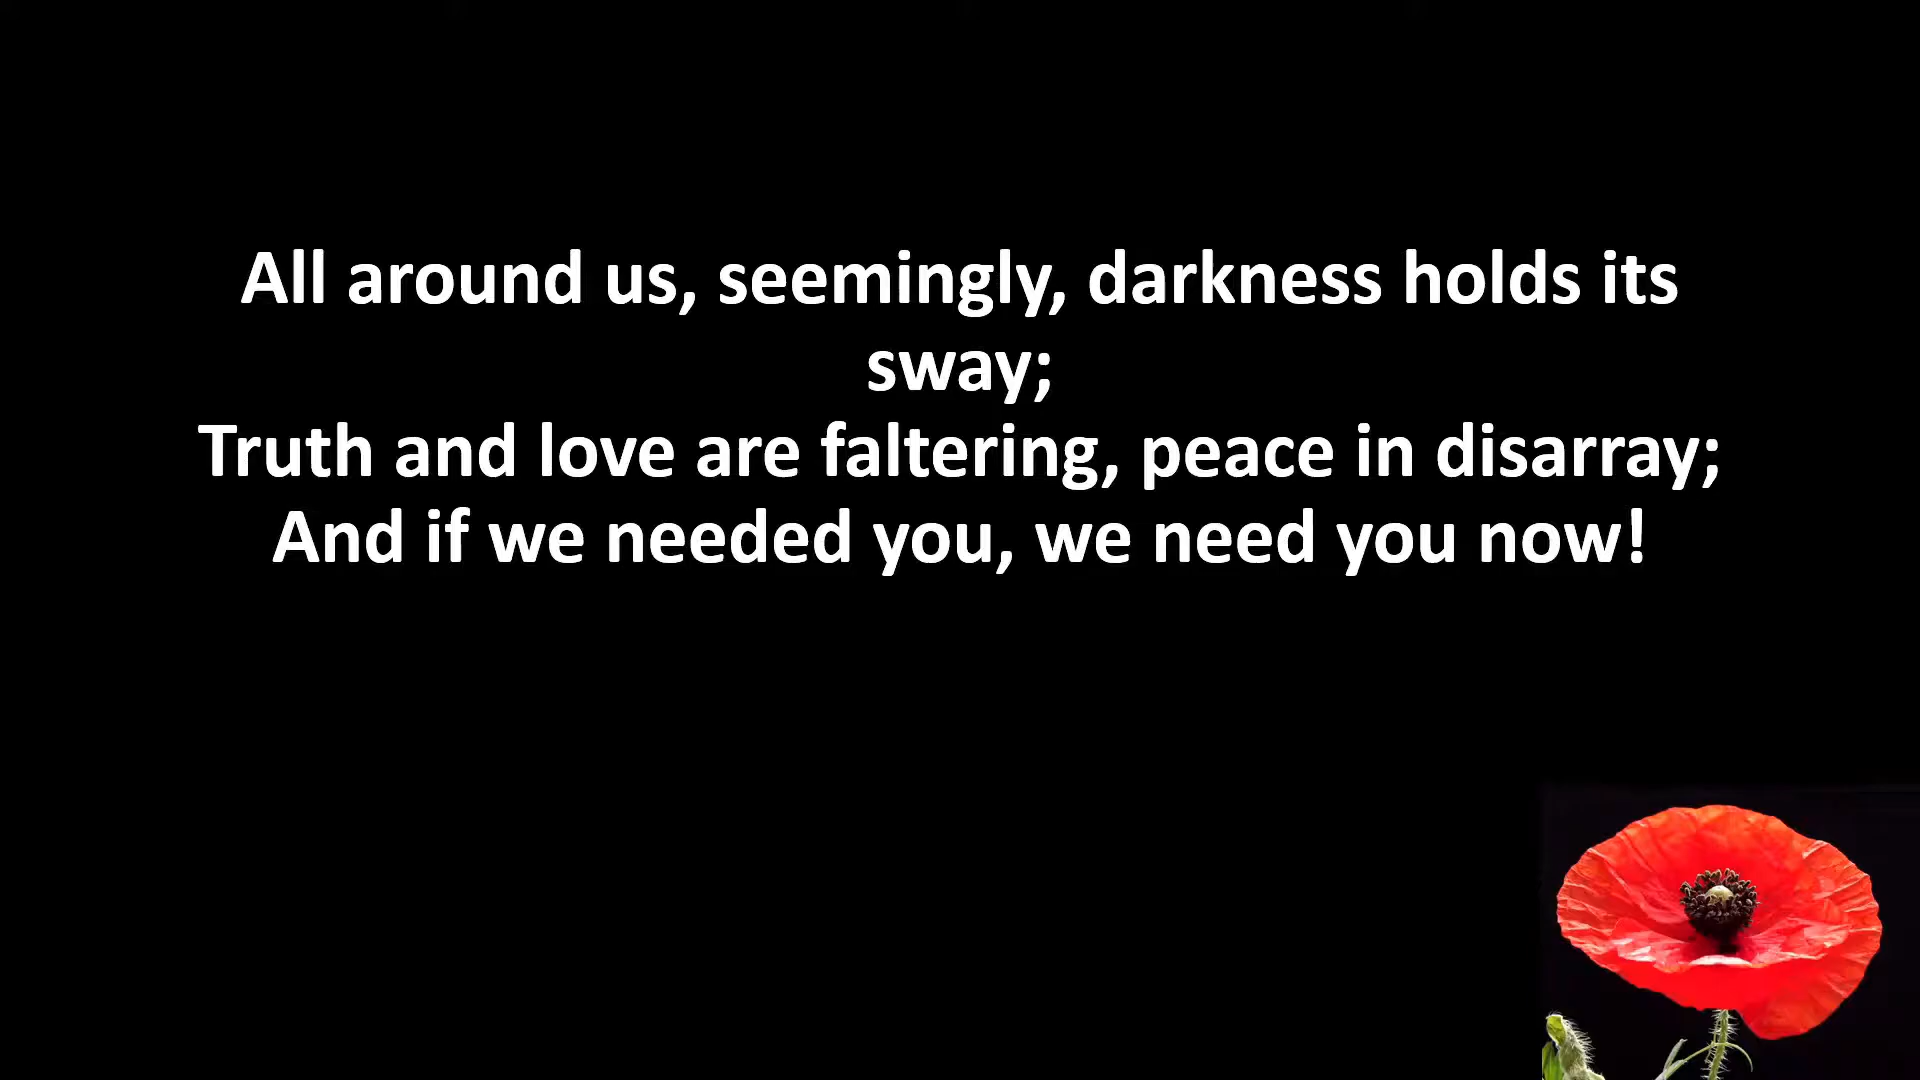 All around us, seemingly, darkness holds its
sway;
Truth and love are faltering, peace in disarray;
And if we needed you, we need you now!